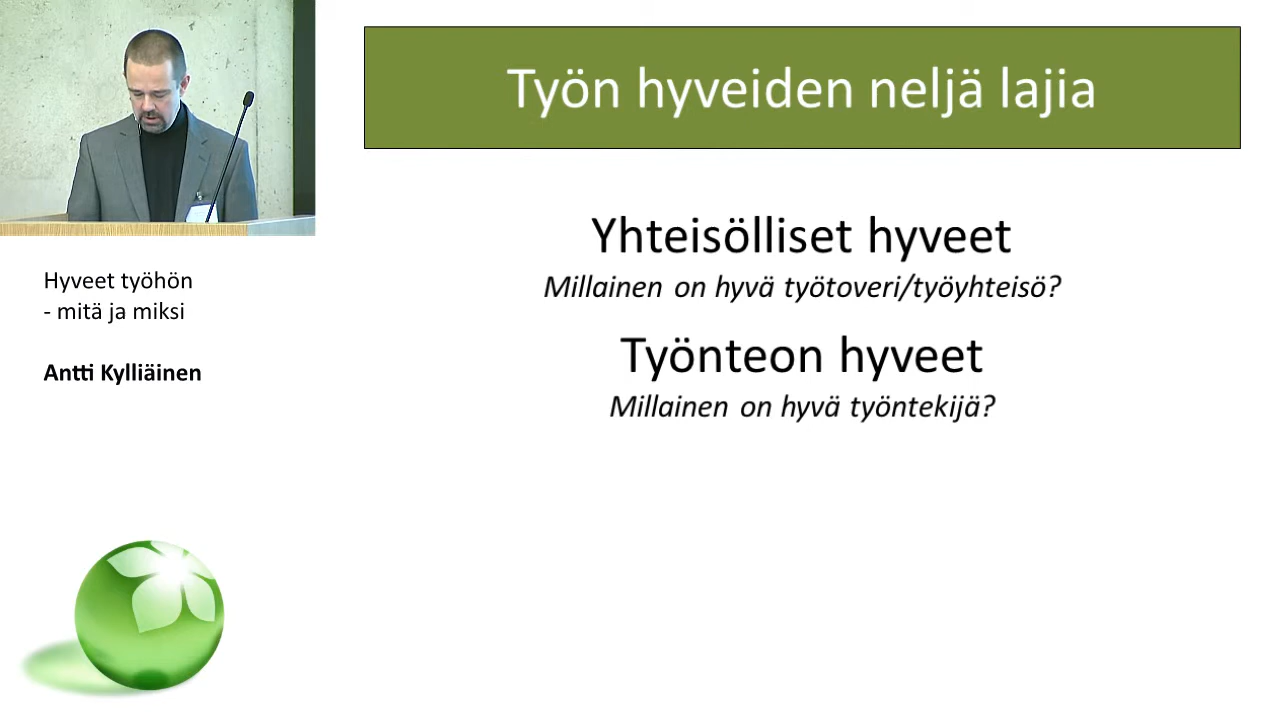 Työn hyveiden neljä lajia
Yhteisölliset hyveet
Millainen on hyvä työtoveri/työyhteisö?
Työnteon hyveet
Millainen on hyvä työntekijä?
Hyveet työhön
- mitä ja miksi
Antti Kylliäinen